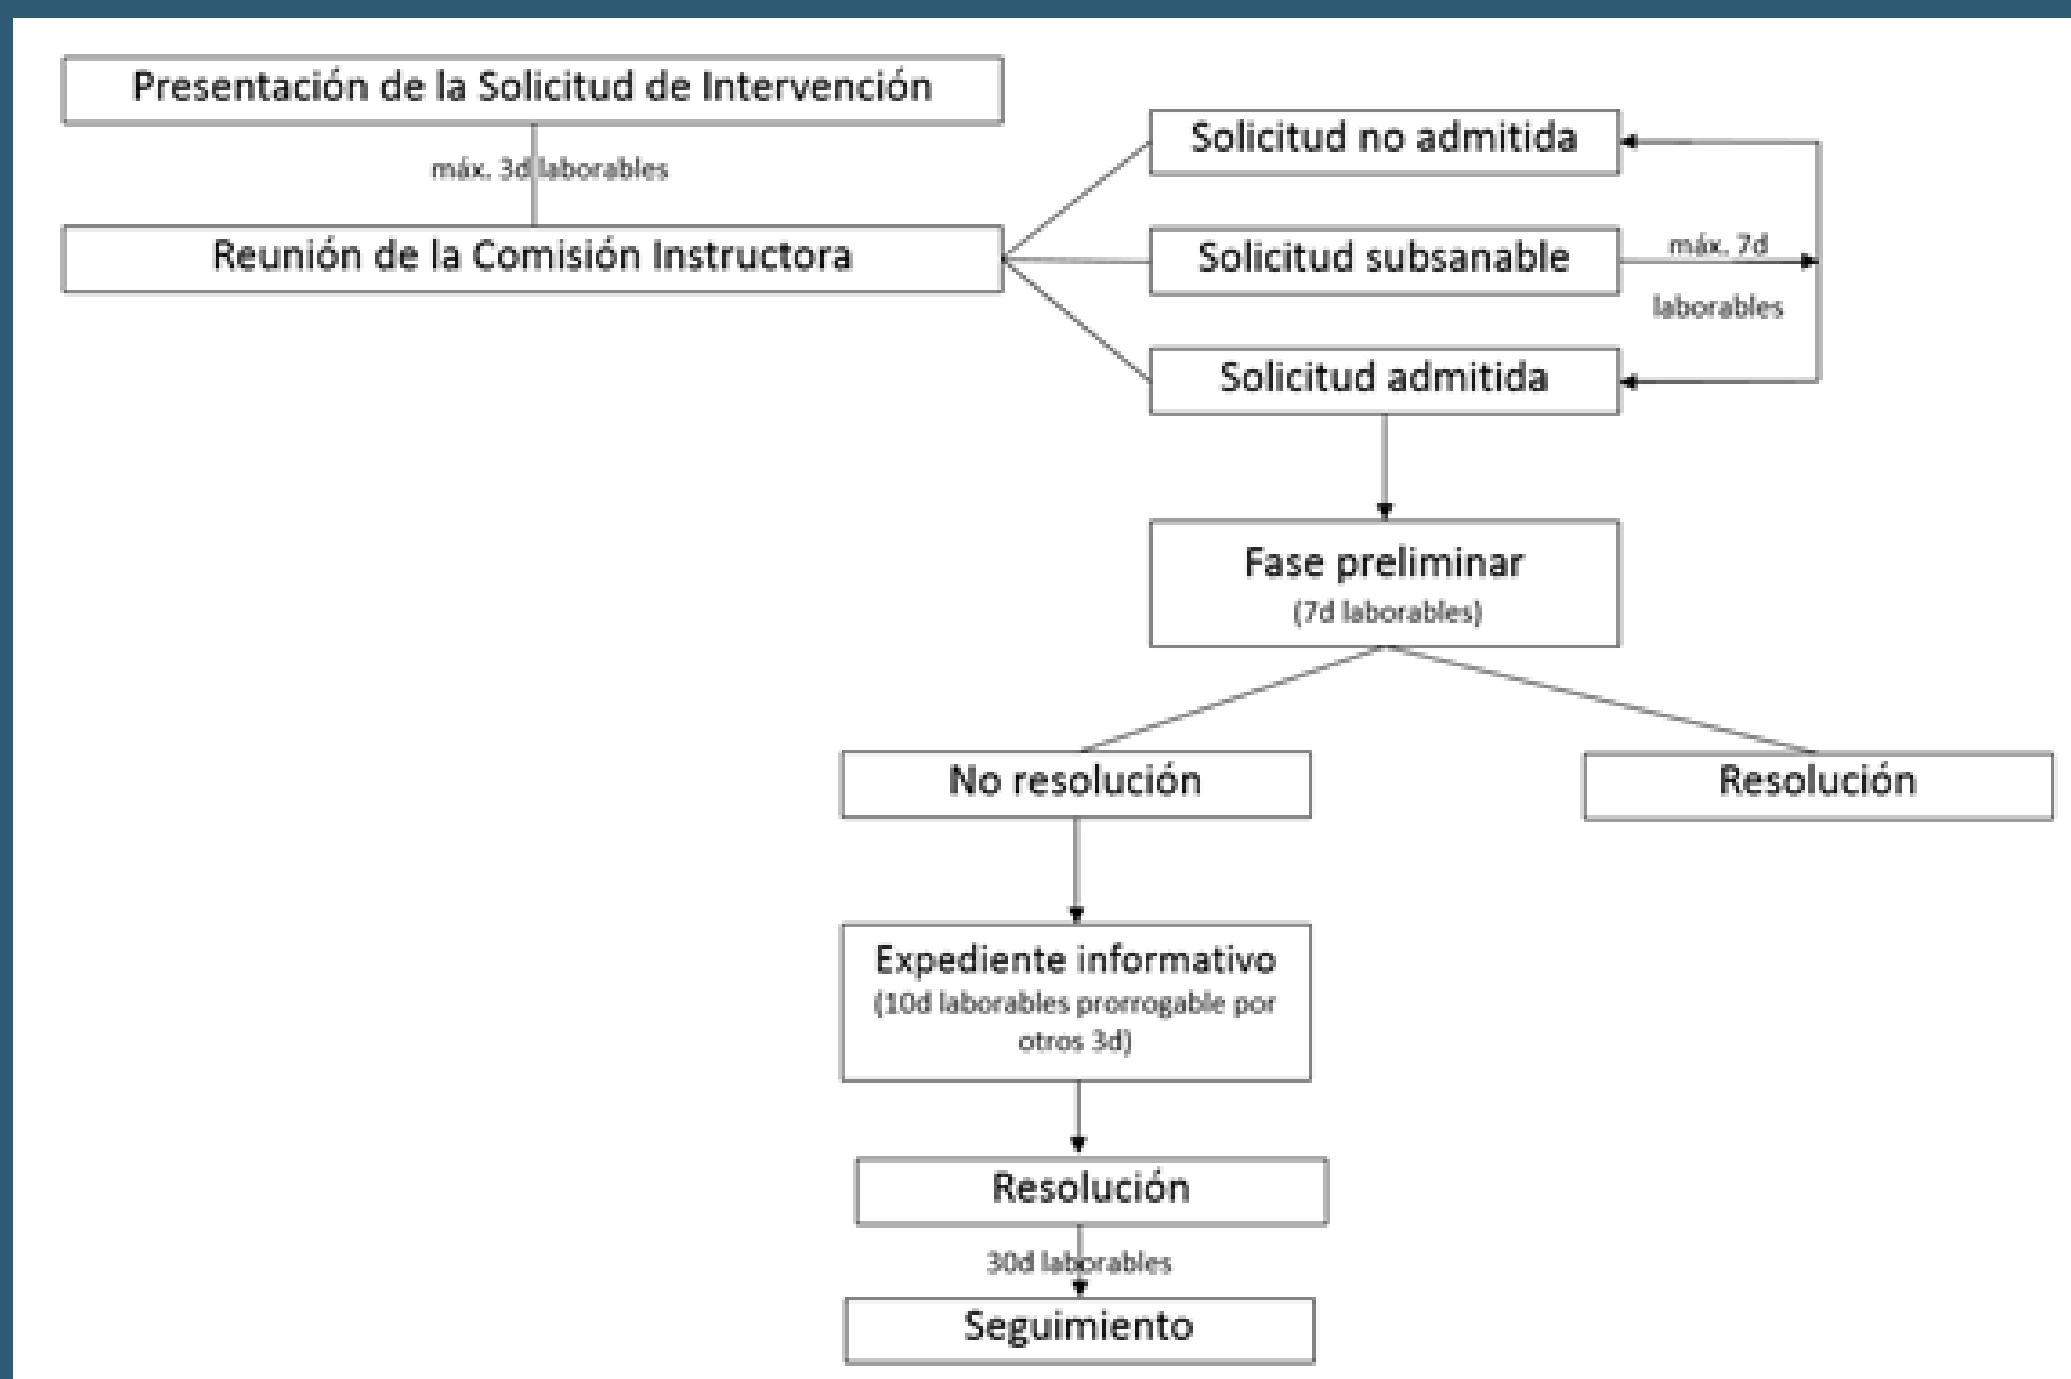 Presentación de la Solicitud de Intervención
máx. 3d laborables
Reunión de la Comisión Instructora
Solicitud no admitida
Solicitud subsanable
máx. 7d
laborables
Solicitud admitida
Fase preliminar
(7d laborables)
No resolución
Resolución
Expediente informativo
(10d laborables prorrogable por
otros 3d)
Resolución
30d laborables
Seguimiento